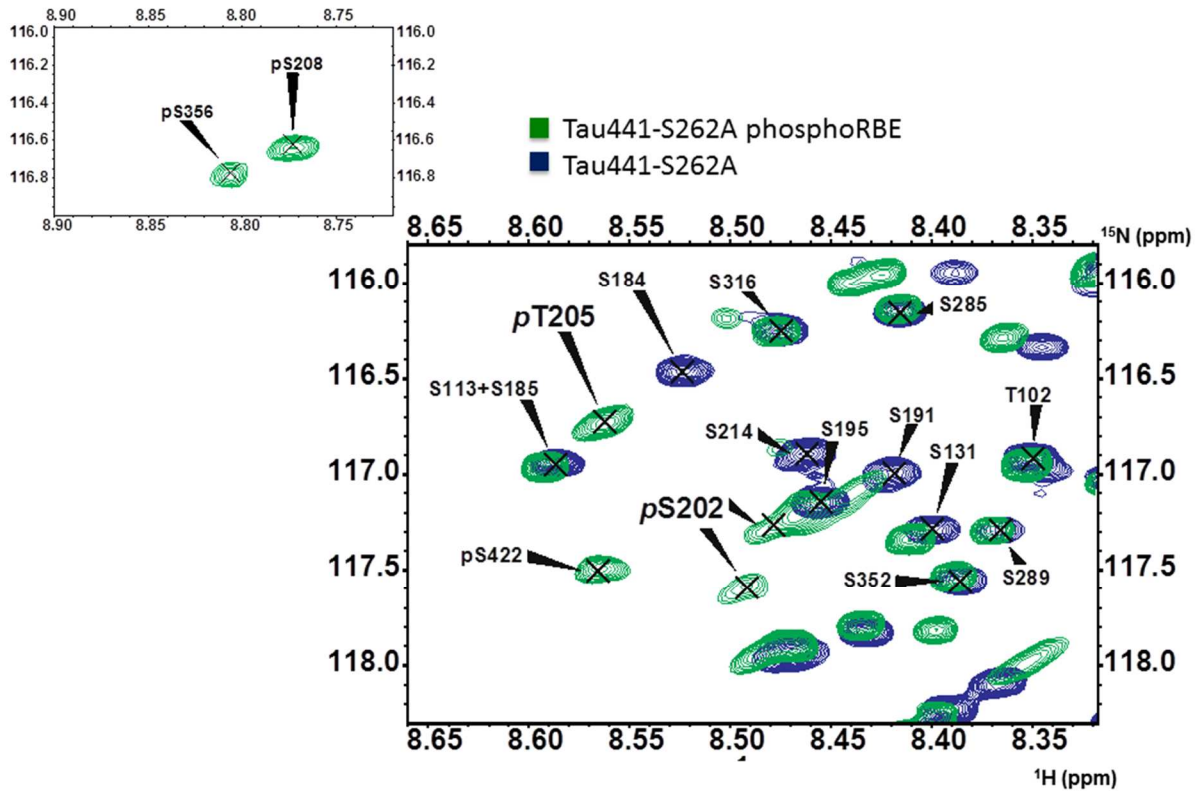 8.90 8.85 8.80 8.75
116.0 116.0
116.2 116.2
116.4 116.4
116.6 116.6
116.8 116.8
8.90 8.85 8.80 8.75
pS208
pS356
Tau441-S262A phosphoRBE
Tau441-S262A
8.65 8.60 8.55 8.50 8.45 8.40 8.35
15N (ppm)
116.0 116.0
116.5 116.5
117.0 117.0
117.5 117.5
118.0 118.0
S184
S316
S285
pT205
S113+S185
T102
S214
S195
S191
S131
pS202
pS422
S352
S289
8.65 8.60 8.55 8.50 8.45 8.40 8.35
1H (ppm)